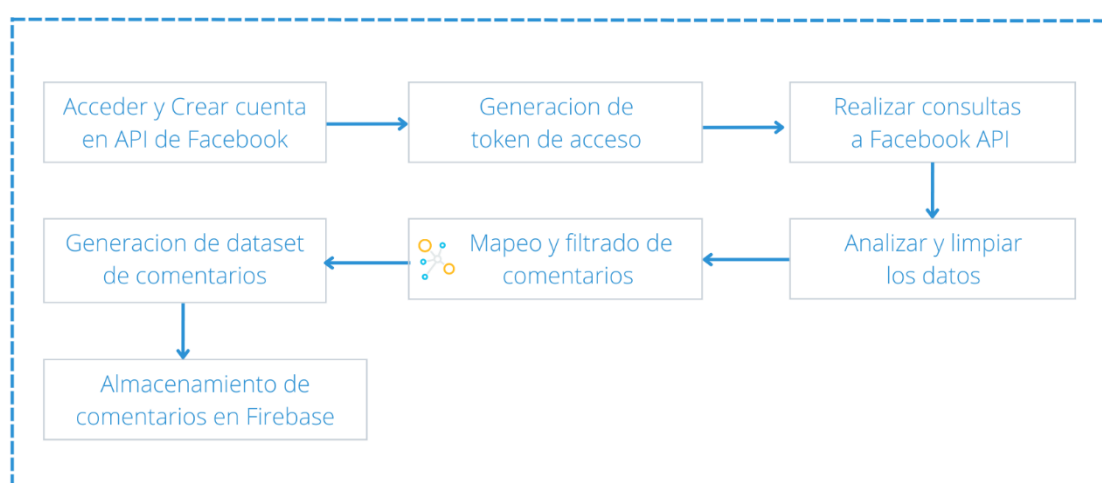 Acceder y Crear cuenta
en API de Facebook
Generacion de
token de acceso
Realizar consultas
a Facebook API
Analizar y limpiar
los datos
Mapeo y filtrado de
comentarios
Generacion de dataset
de comentarios
Almacenamiento de
comentarios en Firebase